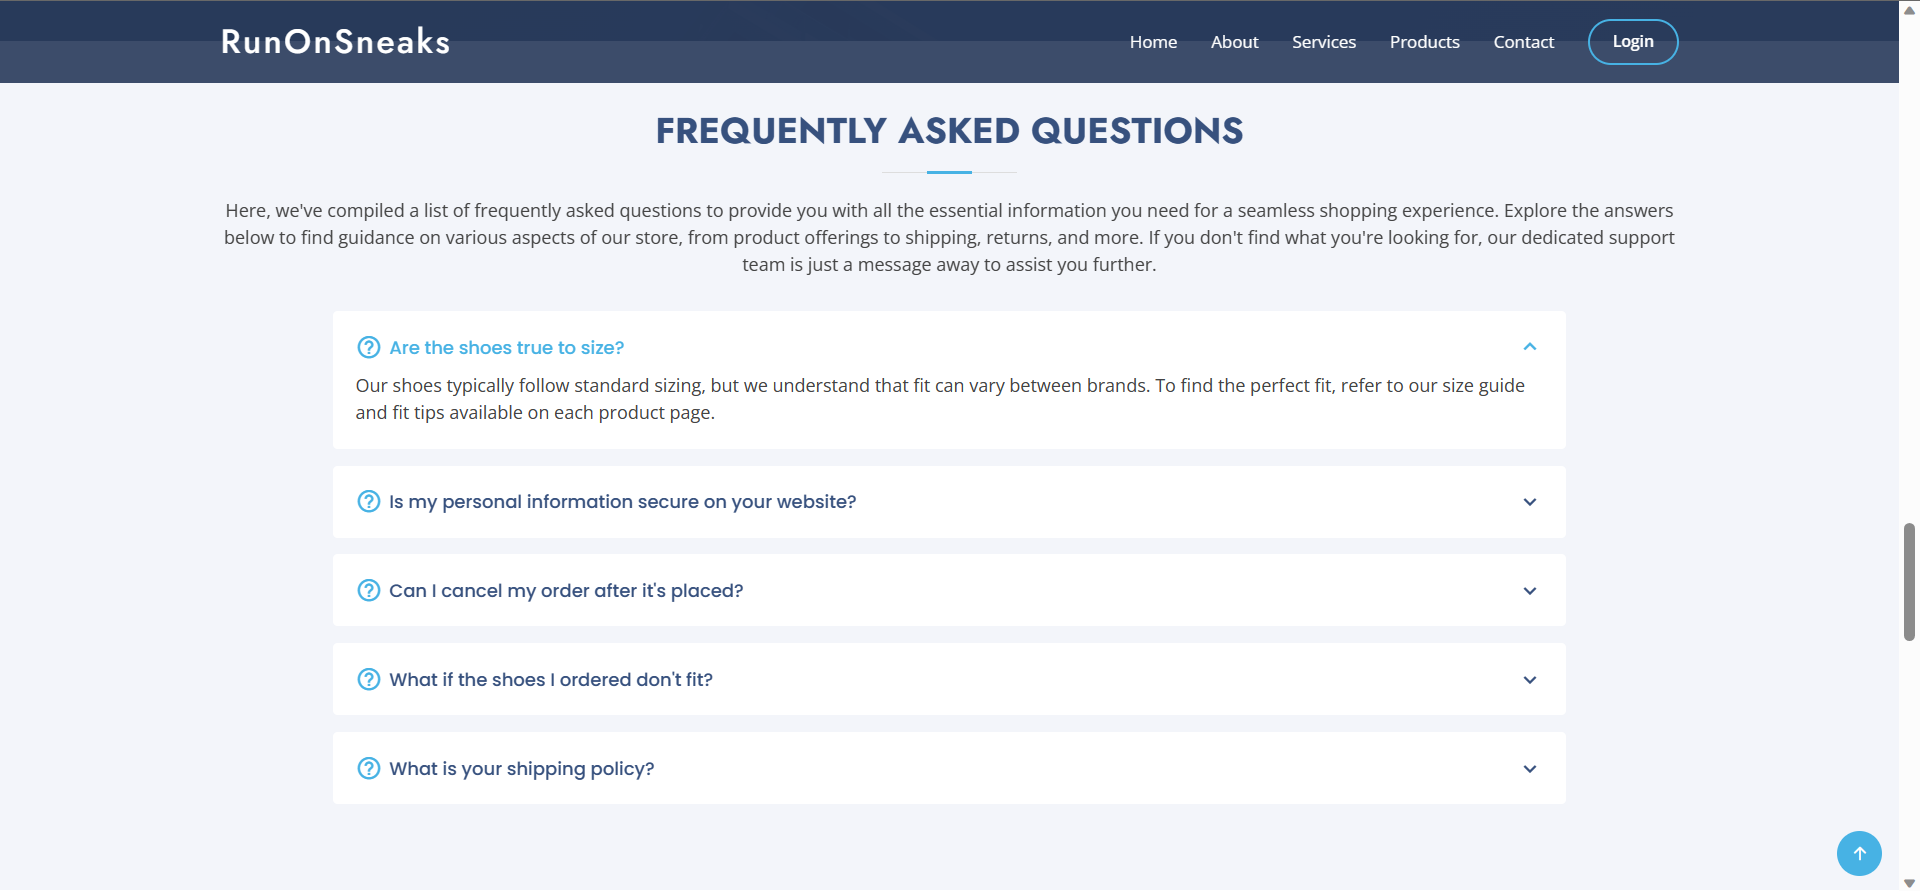 RunOnSneaks
Home About Services Products Contact Login
FREQUENTLY ASKED QUESTIONS
Here, we've compiled a list of frequently asked questions to provide you with all the essential information you need for a seamless shopping experience. Explore the answers
below to find guidance on various aspects of our store, from product offerings to shipping, returns, and more. If you don't find what you're looking for, our dedicated support
team is just a message away to assist you further.
Are the shoes true to size?
Our shoes typically follow standard sizing, but we understand that fit can vary between brands. To find the perfect fit, refer to our size guide
and fit tips available on each product page.
Is my personal information secure on your website?
Can I cancel my order after it's placed?
What if the shoes I ordered don't fit?
What is your shipping policy?